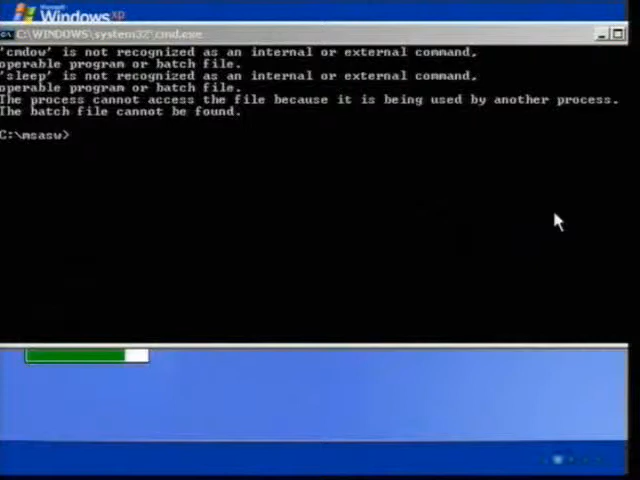 Microsoft
Windows xp
C:\WINDOWS\system32\cmd.exe
'cmdow' is not recognized as an internal or external command,
operable program or batch file.
'sleep' is not recognized as an internal or external command,
operable program or batch file.
The process cannot access the file because it is being used by another process.
The batch file cannot be found.
C:\msasw>